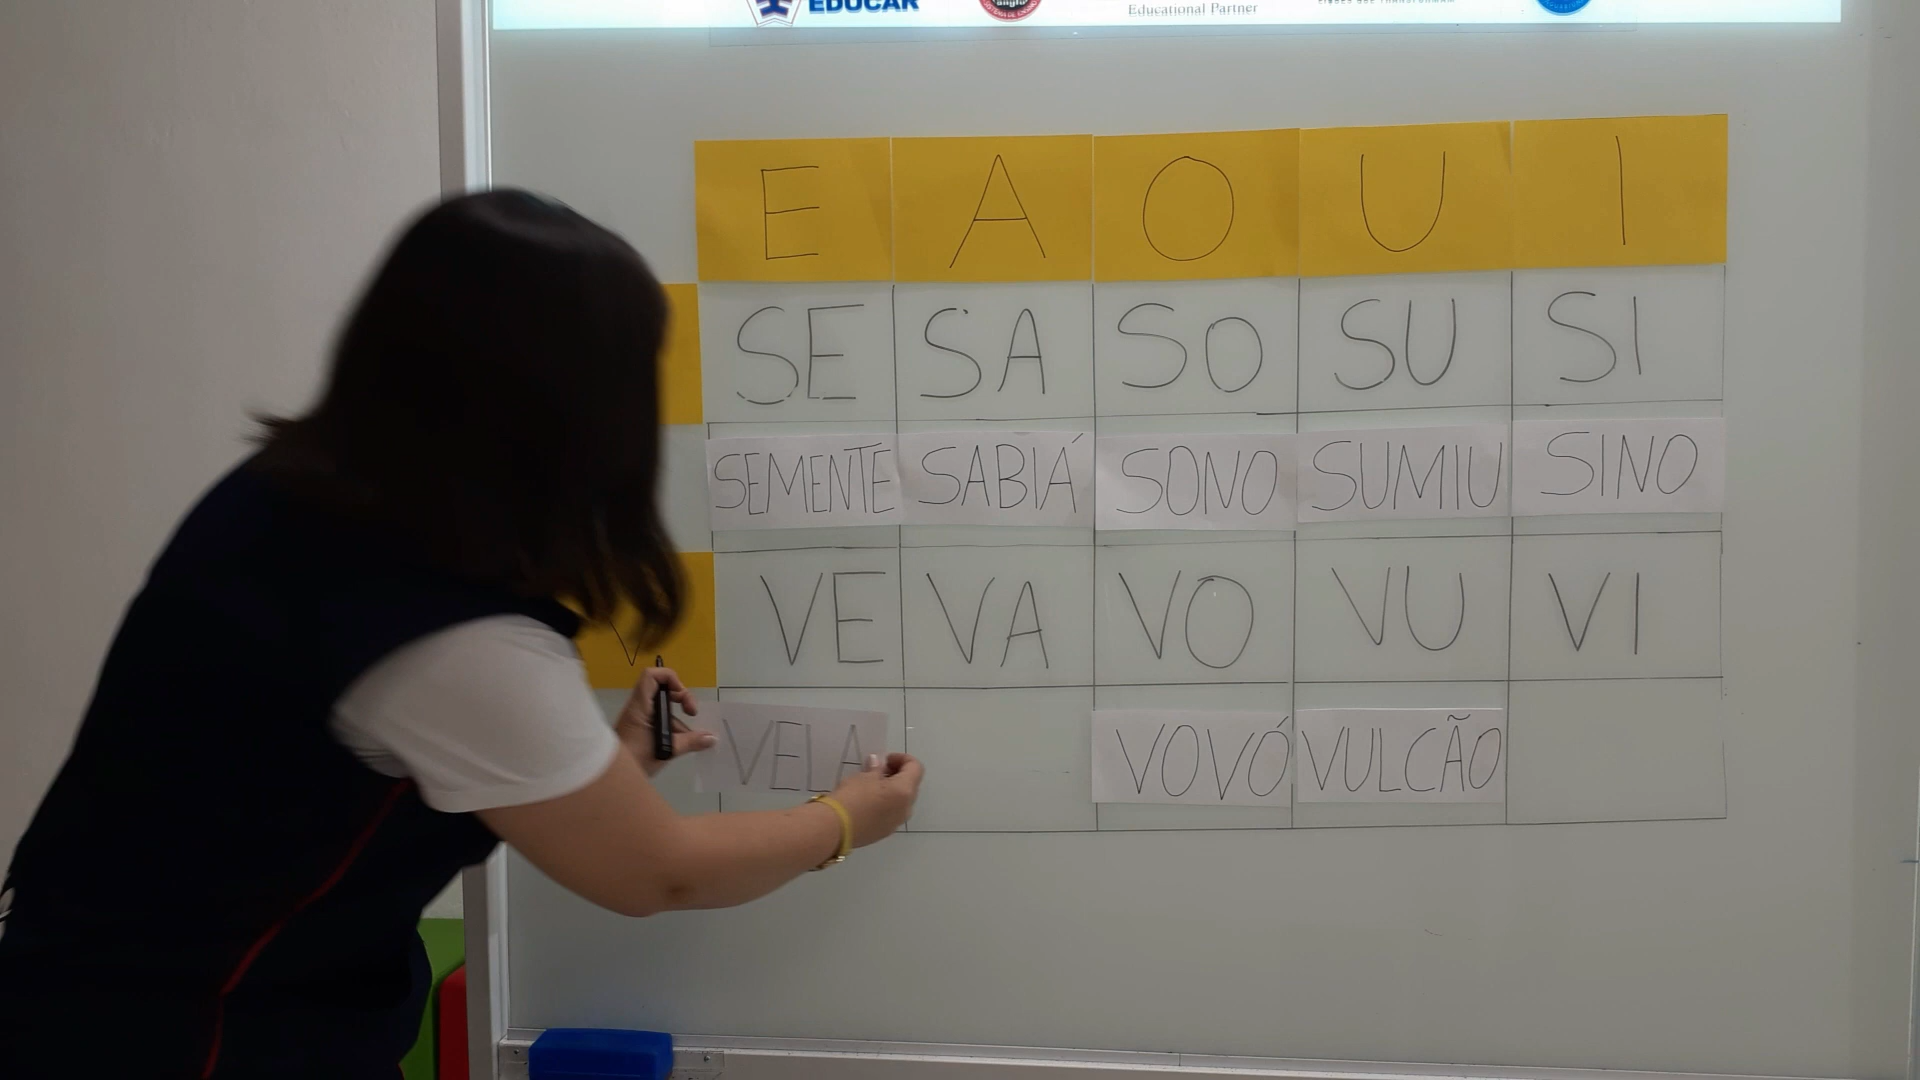 EDUCAR
Educational Partner
E A O U I
SE SA SO SU SI
SEMENTE SABIÁ SONO SUMIU SINO
V VE VA VO VU VI
VELA VOVÓ VULCÃO